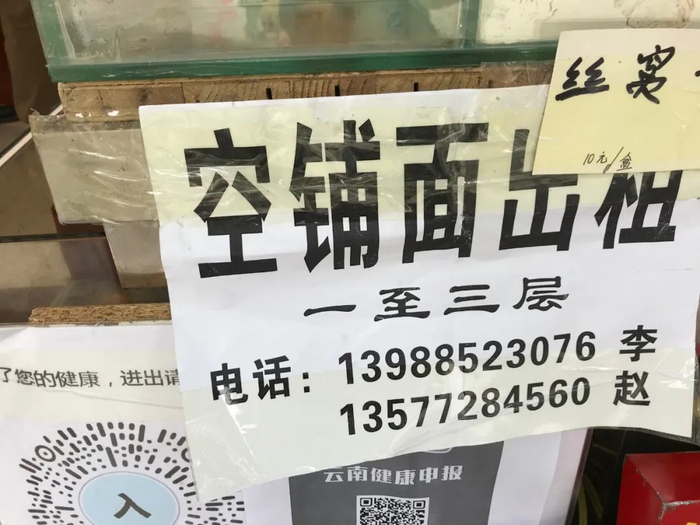 丝窝
10元/盒
空铺面出租
一至三层
电话：13988523076 李
13577284560 赵
了您的健康，进出请
入
云南健康申报